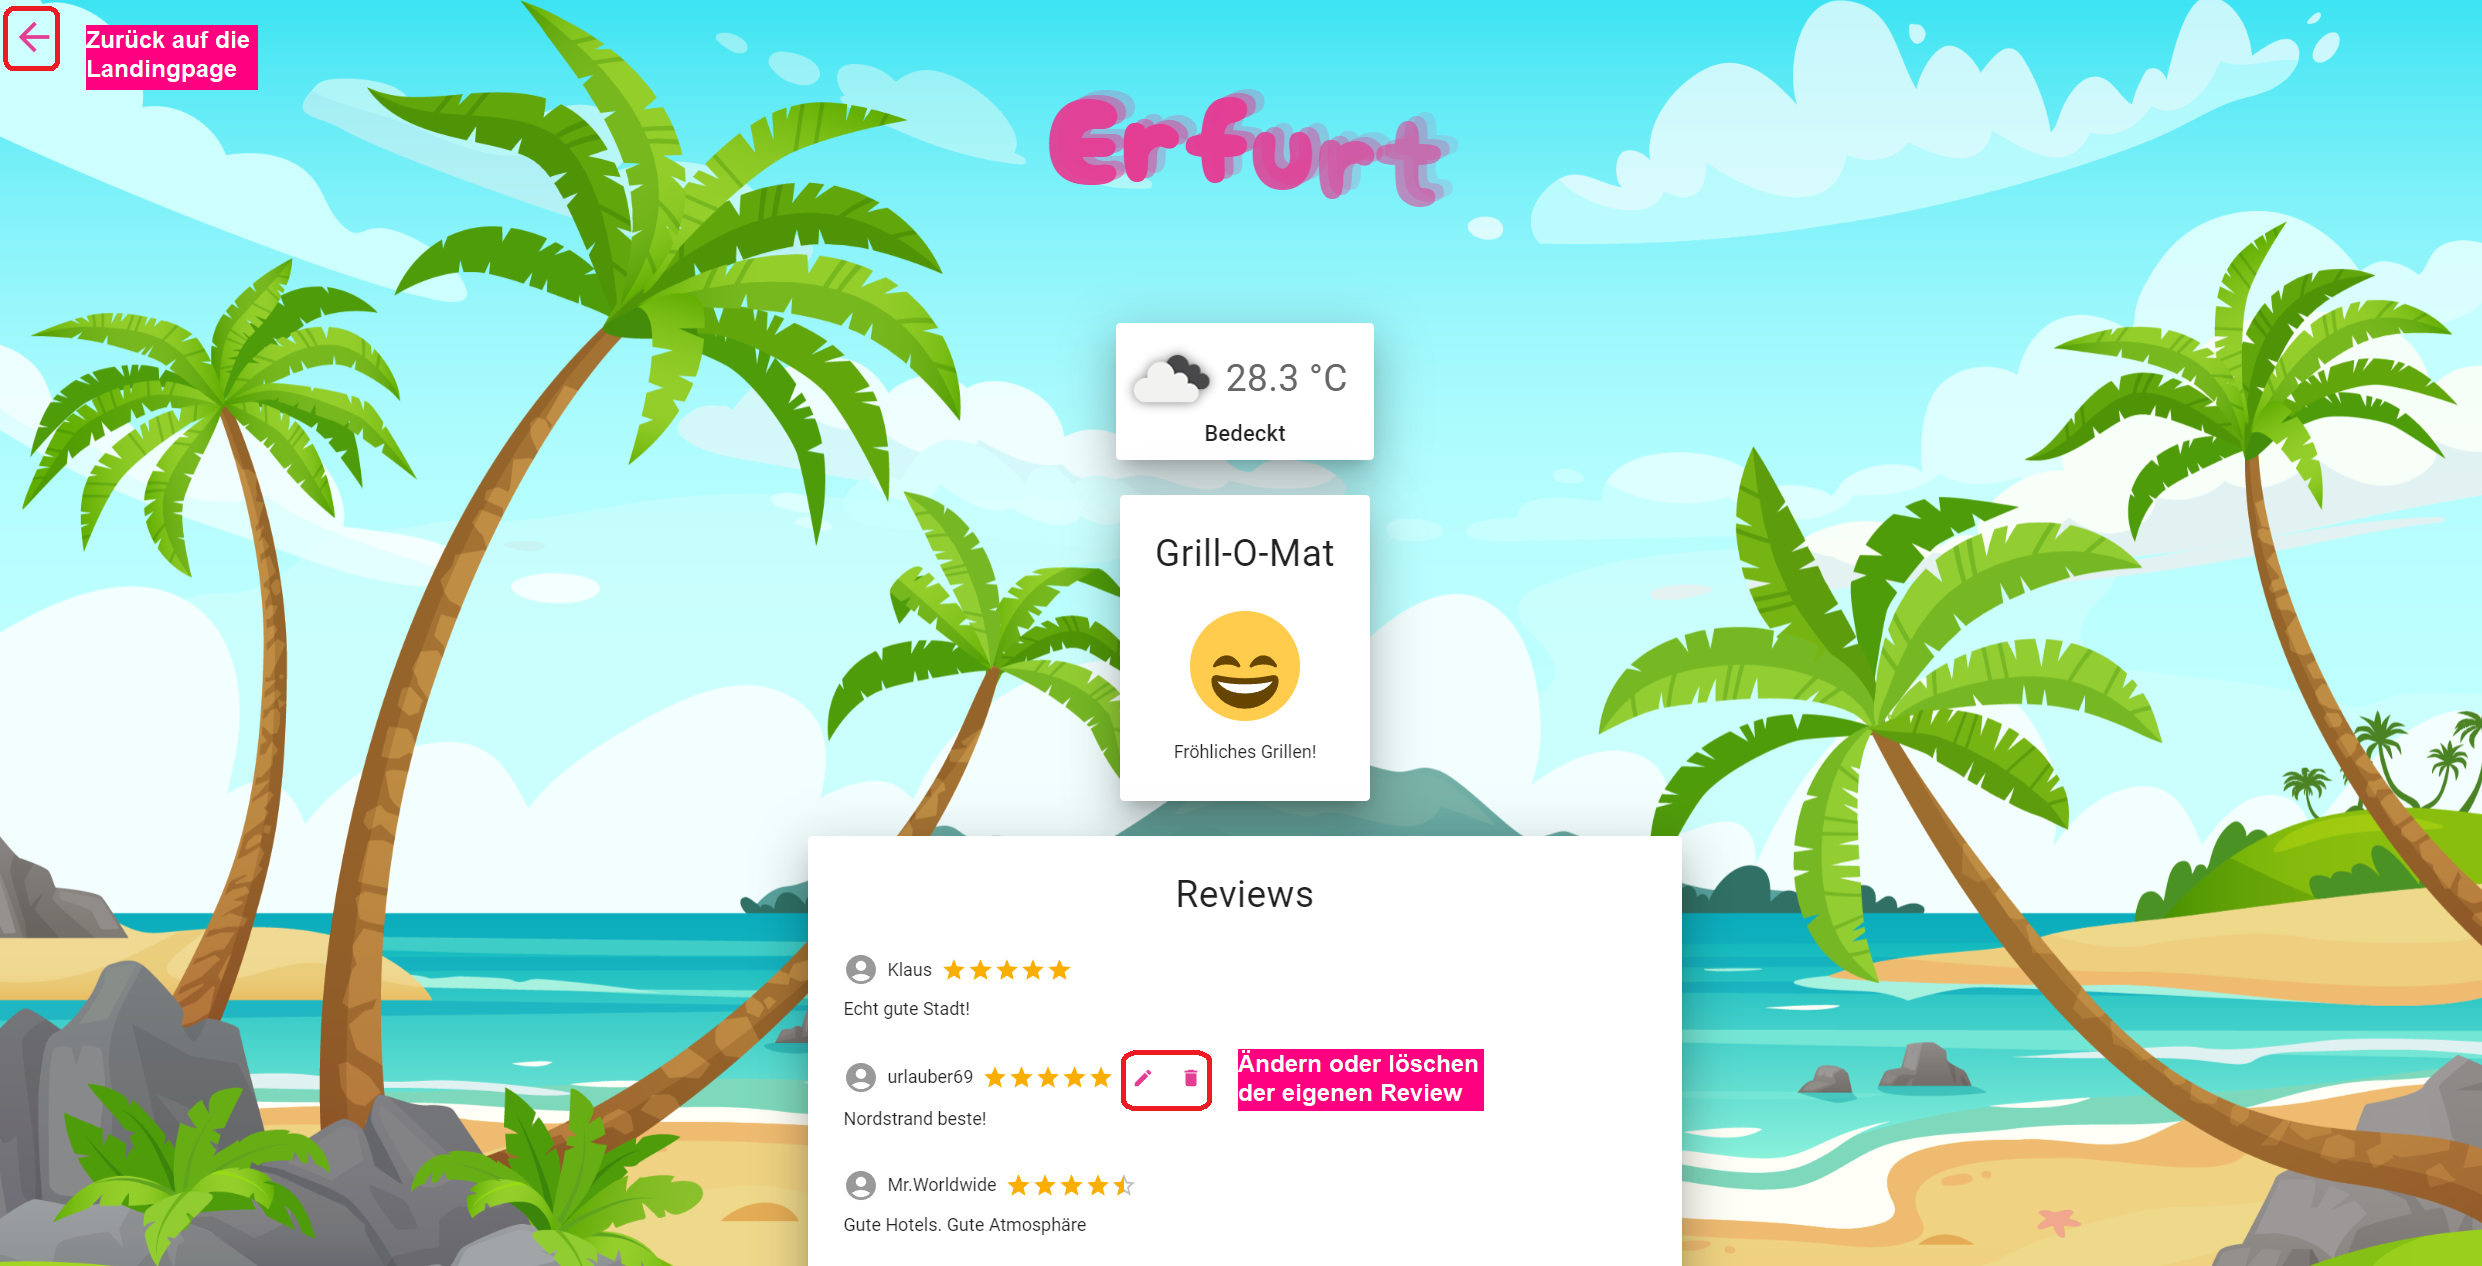 Zurück auf die
Landingpage
Erfurt
28.3 °C
Bedeckt
Grill-O-Mat
Fröhliches Grillen!
Reviews
Klaus
Echt gute Stadt!
urlauber69
Ändern oder löschen
der eigenen Review
Nordstrand beste!
Mr.Worldwide
Gute Hotels. Gute Atmosphäre